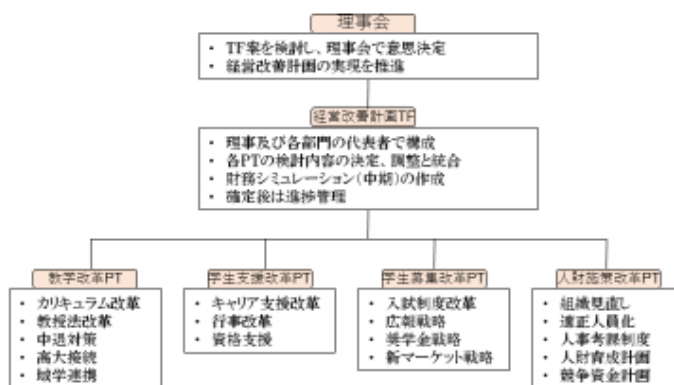 理事会
・ TF案を検討し、理事会で意思決定
・ 経営改善計画の実現を推進
経営改善計画TF
・ 理事及び各部門の代表者で構成
・ 各PTの検討内容の決定、調整と統合
・ 財務シミュレーション(中期)の作成
・ 確定後は進捗管理
教学改革PT
・ カリキュラム改革
・ 教授法改革
・ 中退対策
・ 高大接続
・ 域学連携
学生支援改革PT
・ キャリア支援改革
・ 行事改革
・ 資格支援
学生募集改革PT
・ 入試制度改革
・ 広報戦略
・ 奨学金戦略
・ 新マーケット戦略
人財施策改革PT
・ 組織見直し
・ 適正人員化
・ 人事考課制度
・ 人財育成計画
・ 競争資金計画